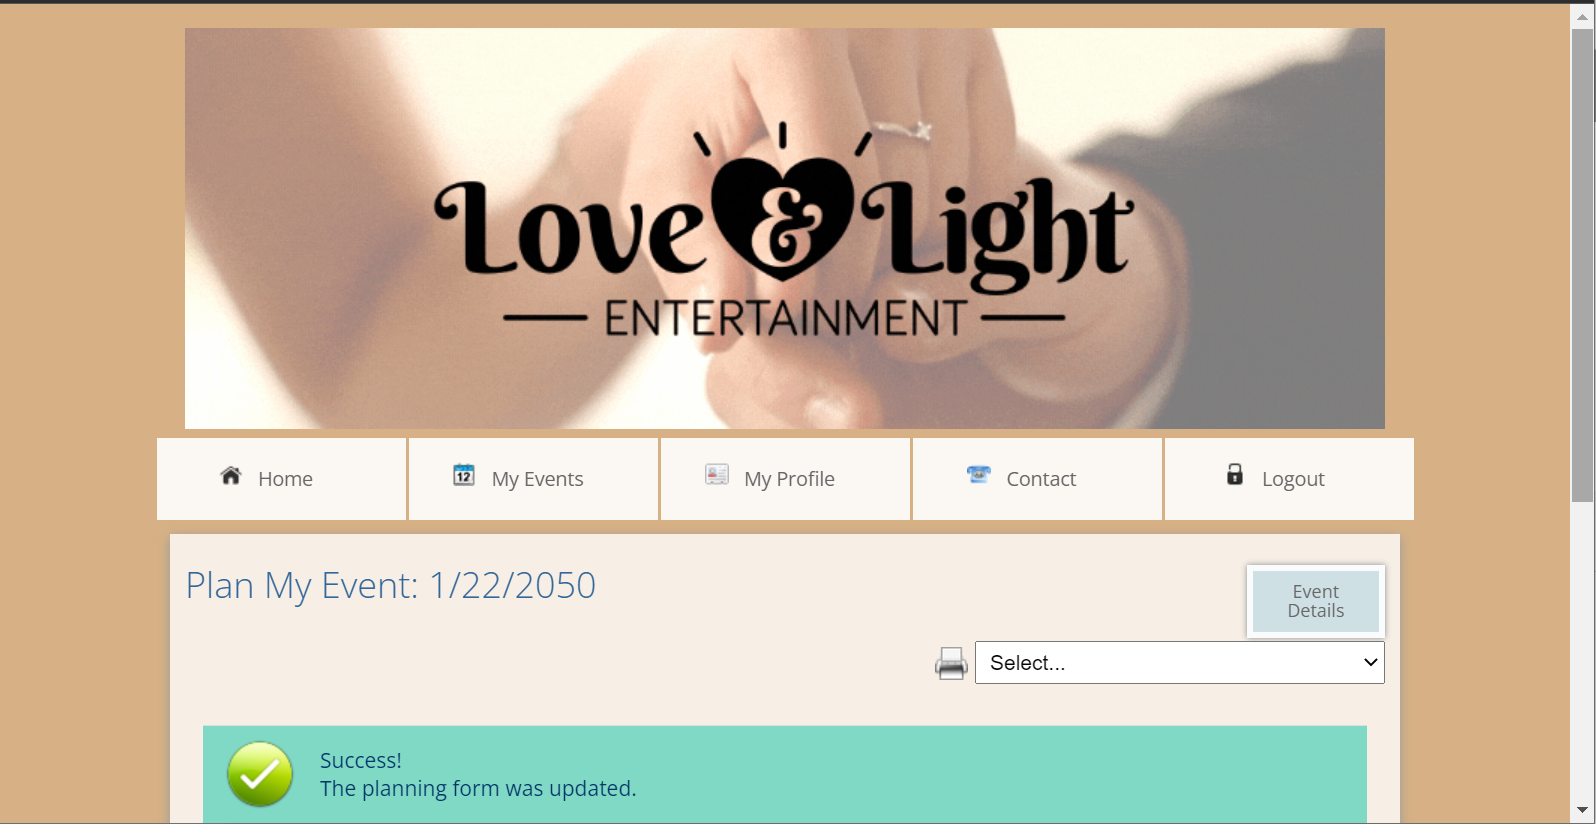 Love & Light
ENTERTAINMENT
Home
12
My Events
My Profile
Contact
Logout
Plan My Event: 1/22/2050
Event
Details
Select...
Success!
The planning form was updated.